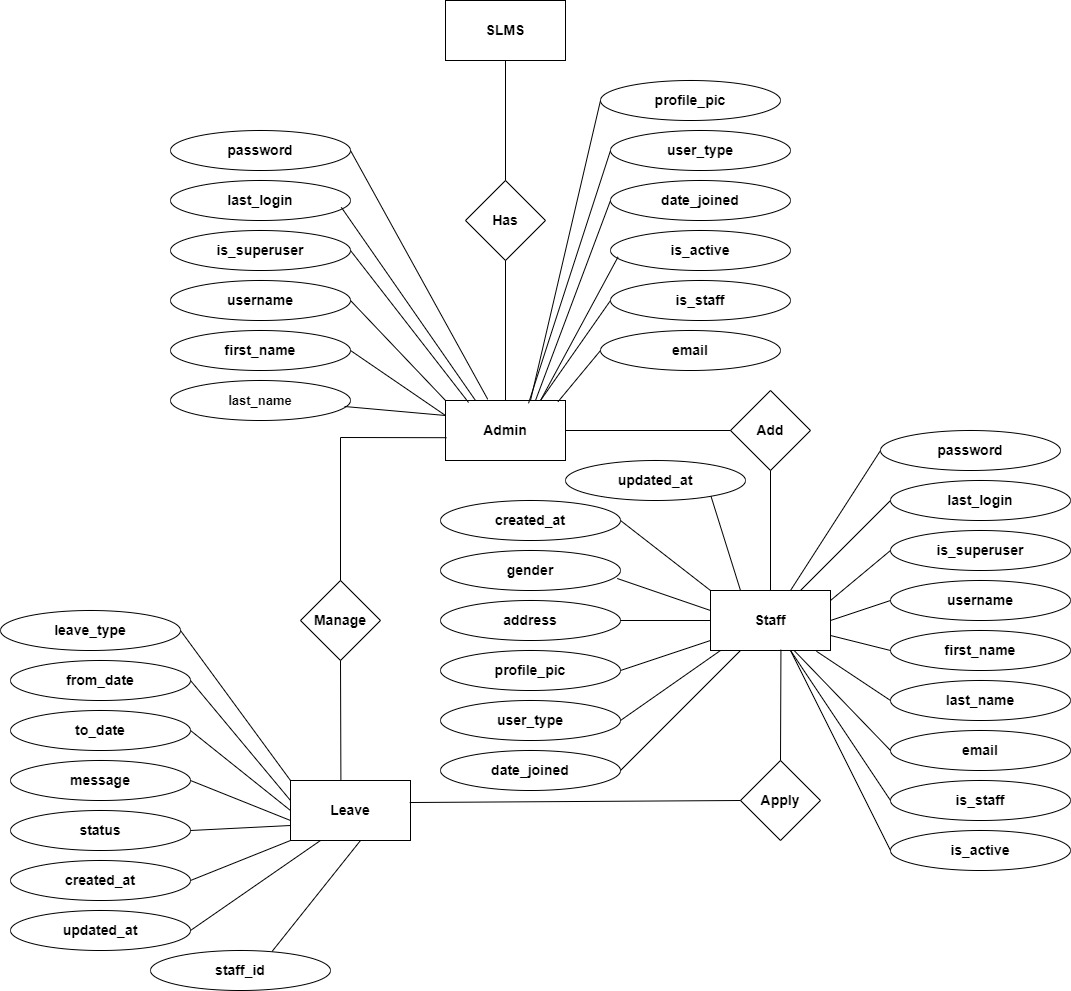 SLMS
profile_pic
password
user_type
last_login
date_joined
Has
is_superuser
is_active
username
is_staff
first_name
email
last_name
Admin
Add
password
updated_at
last_login
created_at
is_superuser
gender
username
address
Staff
Manage
leave_type
first_name
profile_pic
from_date
last_name
user_type
to_date
email
date_joined
message
is_staff
Apply
Leave
status
is_active
created_at
updated_at
staff_id